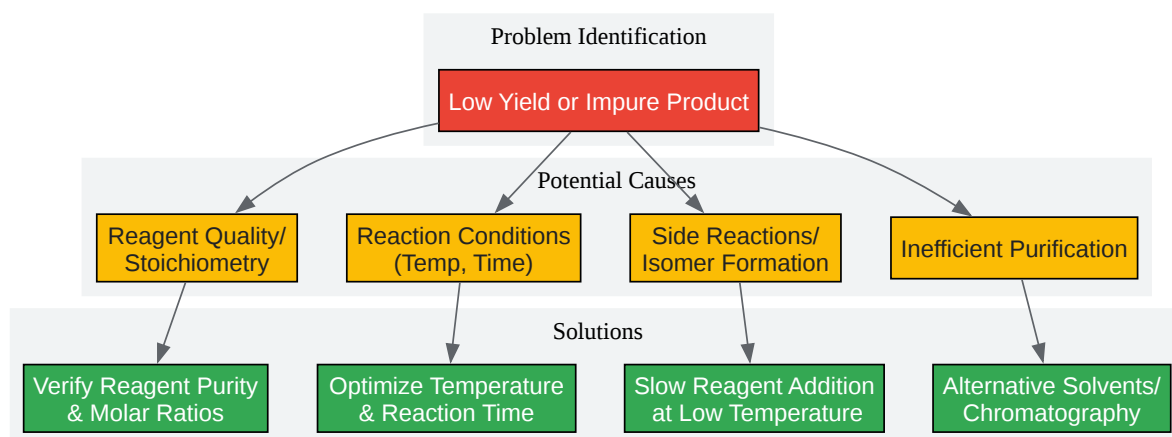 Problem Identification
Low Yield or Impure Product
Potential Causes
Reagent Quality/
Stoichiometry
Reaction Conditions
(Temp, Time)
Side Reactions/
Isomer Formation
Inefficient Purification
Solutions
Verify Reagent Purity
& Molar Ratios
Optimize Temperature
& Reaction Time
Slow Reagent Addition
at Low Temperature
Alternative Solvents/
Chromatography